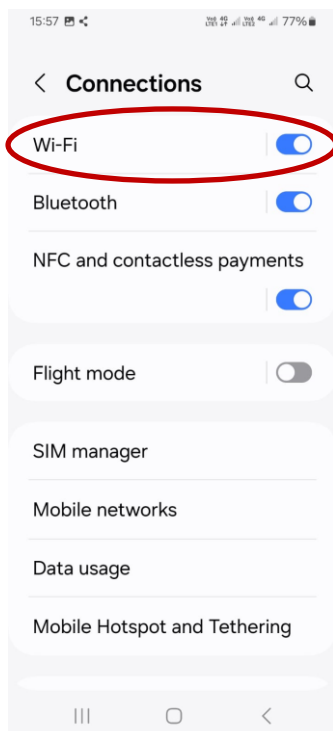 15:57 77%
Connections
Wi-Fi
Bluetooth
NFC and contactless payments
Flight mode
SIM manager
Mobile networks
Data usage
Mobile Hotspot and Tethering